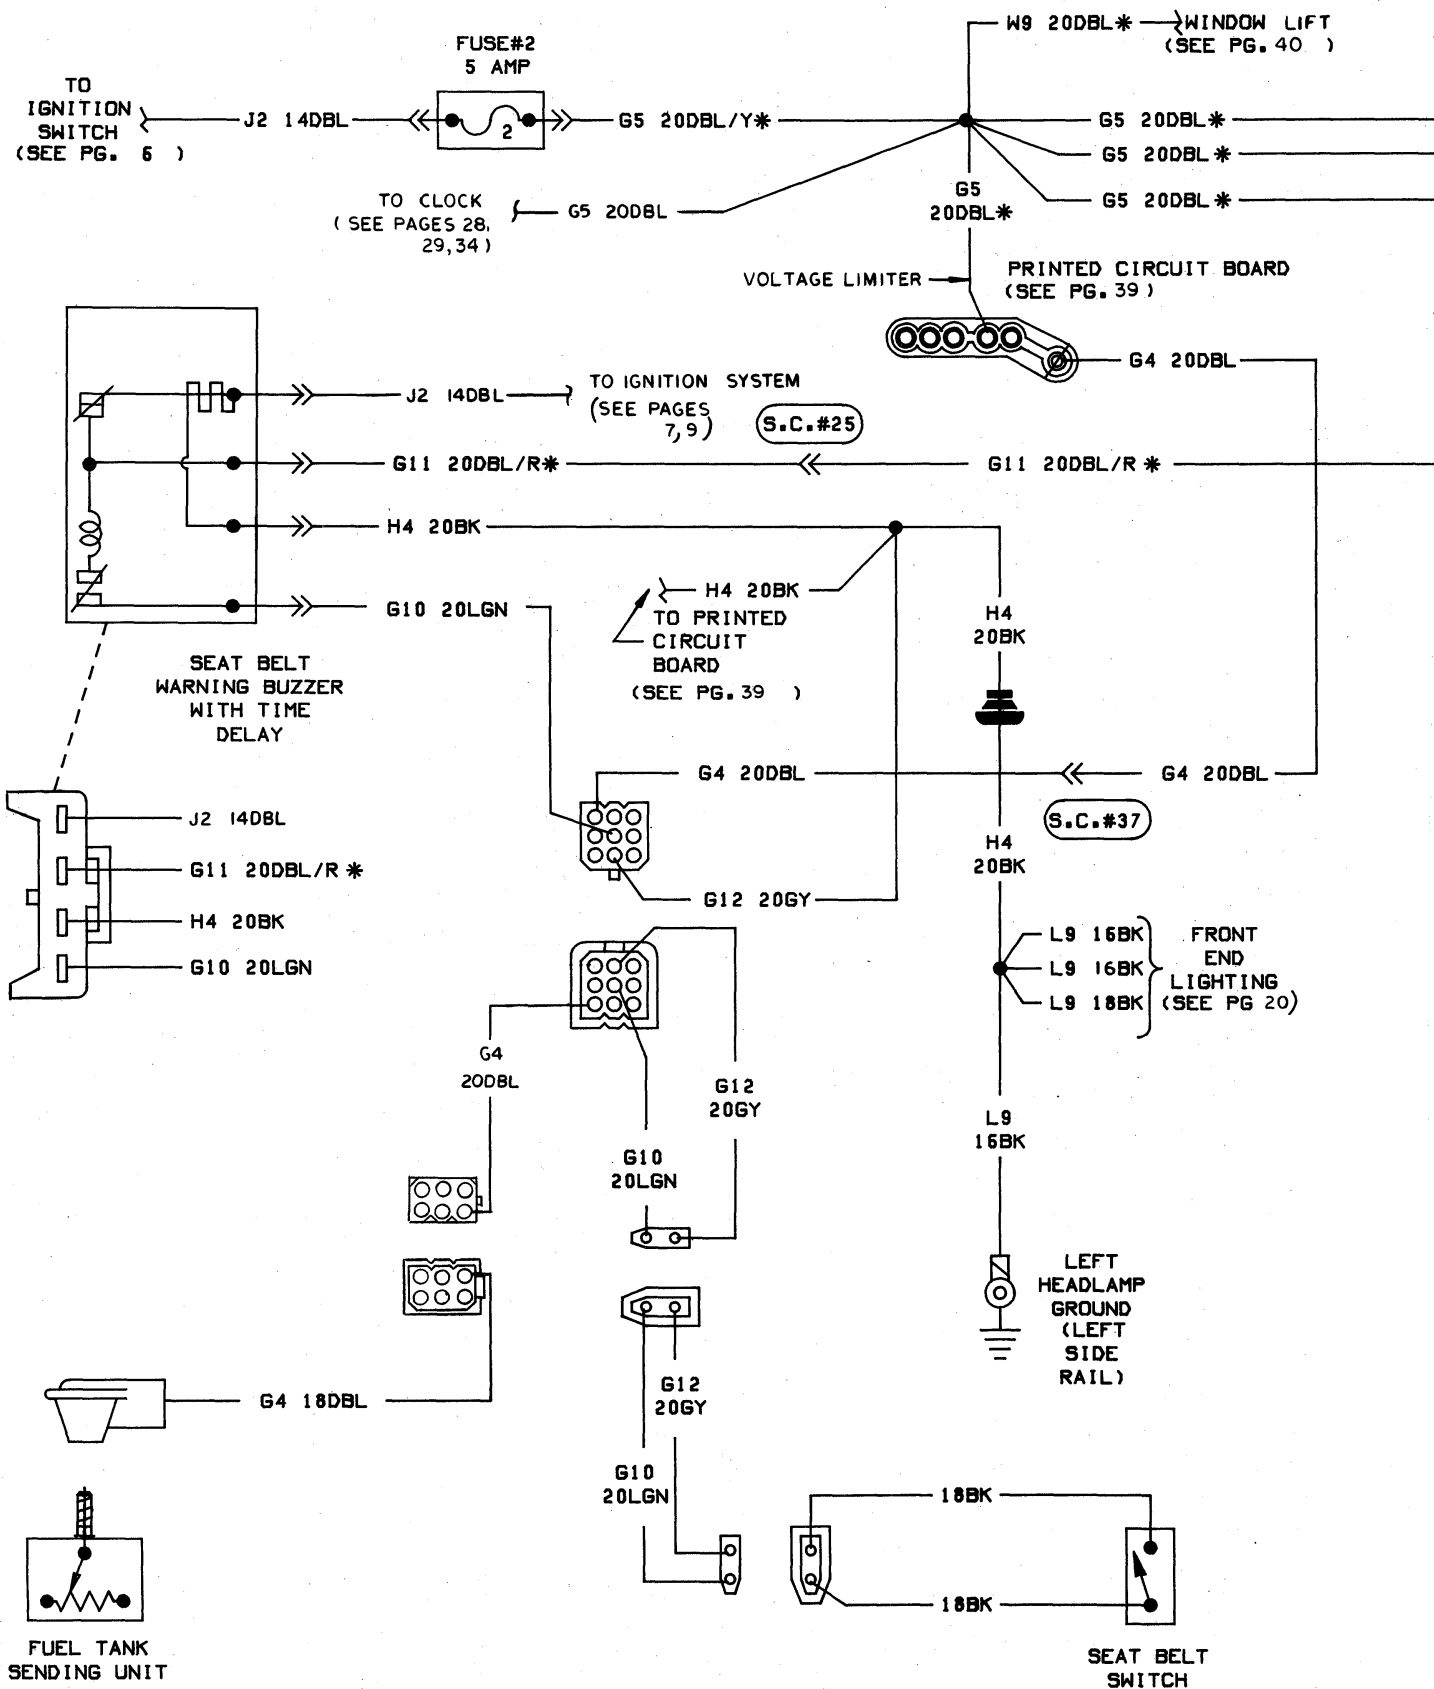 W9 20DBL* WINDOW LIFT
(SEE PG. 40 )
FUSE#2
5 AMP
2
TO
IGNITION
SWITCH
(SEE PG. 6 )
J2 14DBL
G5 20DBL/Y*
G5 20DBL*
G5 20DBL*
G5 20DBL*
G5
20DBL*
TO CLOCK
(SEE PAGES 28,
29,34)
G5 20DBL
VOLTAGE LIMITER
PRINTED CIRCUIT BOARD
(SEE PG. 39)
G4 20DBL
J2 14DBL
TO IGNITION SYSTEM
(SEE PAGES
7,9)
S.C.#25
G11 20DBL/R*
G11 20DBL/R *
H4 20BK
H4 20BK
TO PRINTED
CIRCUIT
BOARD
(SEE PG. 39 )
G10 20LGN
H4
20BK
SEAT BELT
WARNING BUZZER
WITH TIME
DELAY
G4 20DBL
G4 20DBL
S.C.#37
J2 14DBL
G11 20DBL/R *
H4 20BK
G10 20LGN
H4
20BK
G12 20GY
L9 16BK
L9 16BK
L9 18BK
FRONT
END
LIGHTING
(SEE PG 20)
G4
20DBL
G12
20GY
G10
20LGN
L9
16BK
LEFT
HEADLAMP
GROUND
(LEFT
SIDE
RAIL)
G4 18DBL
G12
20GY
G10
20LGN
18BK
18BK
FUEL TANK
SENDING UNIT
SEAT BELT
SWITCH